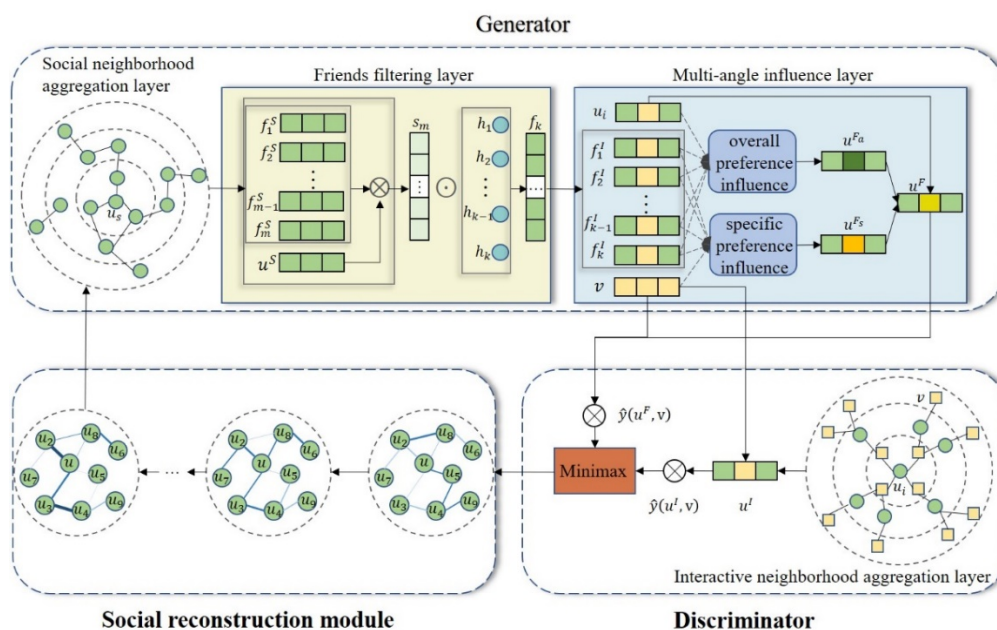 Generator
Social neighborhood
aggregation layer
u_s
Friends filtering layer
f_1^S
f_2^S
⋮
f_{m-1}^S
f_m^S
u^S
s_m
⋮
h_1
h_2
⋮
h_{k-1}
h_k
f_k
...
Multi-angle influence layer
u_i
f_1^I
f_2^I
⋮
f_{k-1}^I
f_k^I
v
overall
preference
influence
specific
preference
influence
u^{F_a}
u^{F_s}
u^F
u_2
u_8
u_6
u
u_7
u_5
u_3
u_4
u_9
...
u_2
u_8
u_6
u
u_7
u_5
u_3
u_4
u_9
u_2
u_8
u_6
u
u_7
u_5
u_3
u_4
u_9
Social reconstruction module
ŷ(u^F, v)
Minimax
ŷ(u^I, v)
u^I
v
u_i
Interactive neighborhood aggregation layer
Discriminator